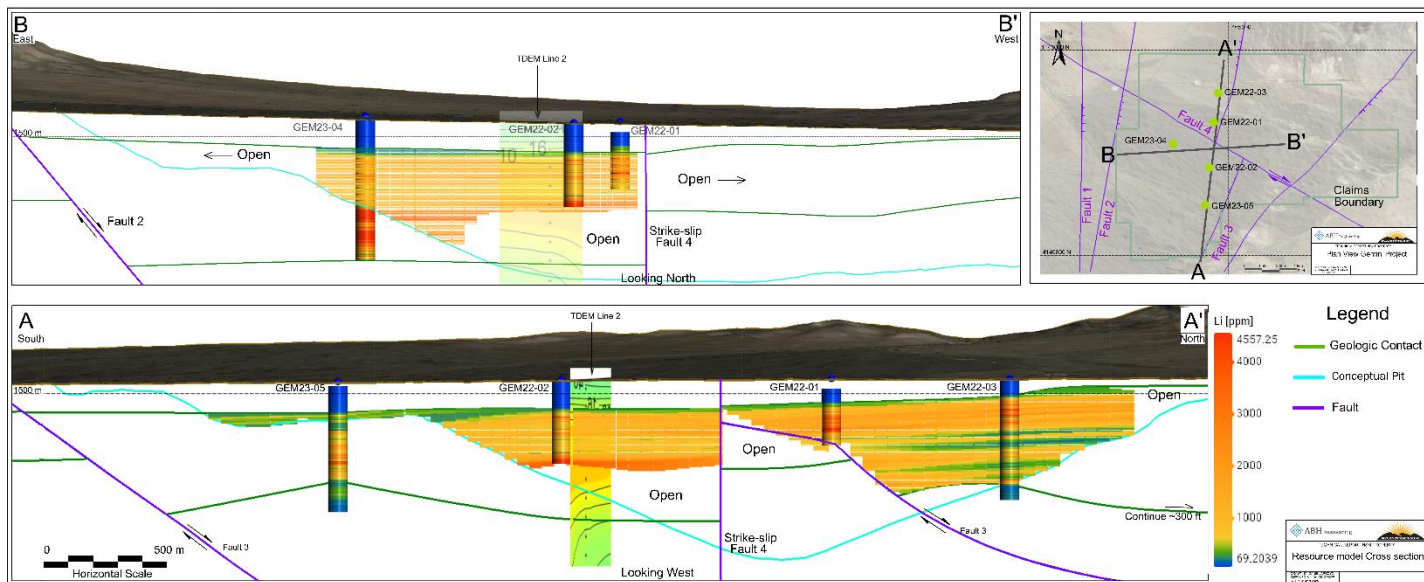 B
East
B'
West
TDEM Line 2
1500 m
GEM23-04
GEM22-02
GEM22-01
10
16
Open
Open
Open
Fault 2
Strike-slip
Fault 4
Looking North
N
A'
GEM22-03
GEM22-01
Fault 4
GEM23-04
B
B'
GEM22-02
GEM23-05
Fault 1
Fault 2
Fault 3
Claims
Boundary
A
ABH Engineering
Plan View Gemini Project
A
South
A'
North
TDEM Line 2
1500 m
GEM23-05
GEM22-02
GEM22-01
GEM22-03
Open
Open
Open
Strike-slip
Fault 4
Fault 3
Fault 3
Continue ~300 ft
0
500 m
Horizontal Scale
Looking West
Li [ppm]
4557.25
4000
3000
2000
1000
69.2039
Legend
Geologic Contact
Conceptual Pit
Fault
ABH Engineering
Resource model Cross section